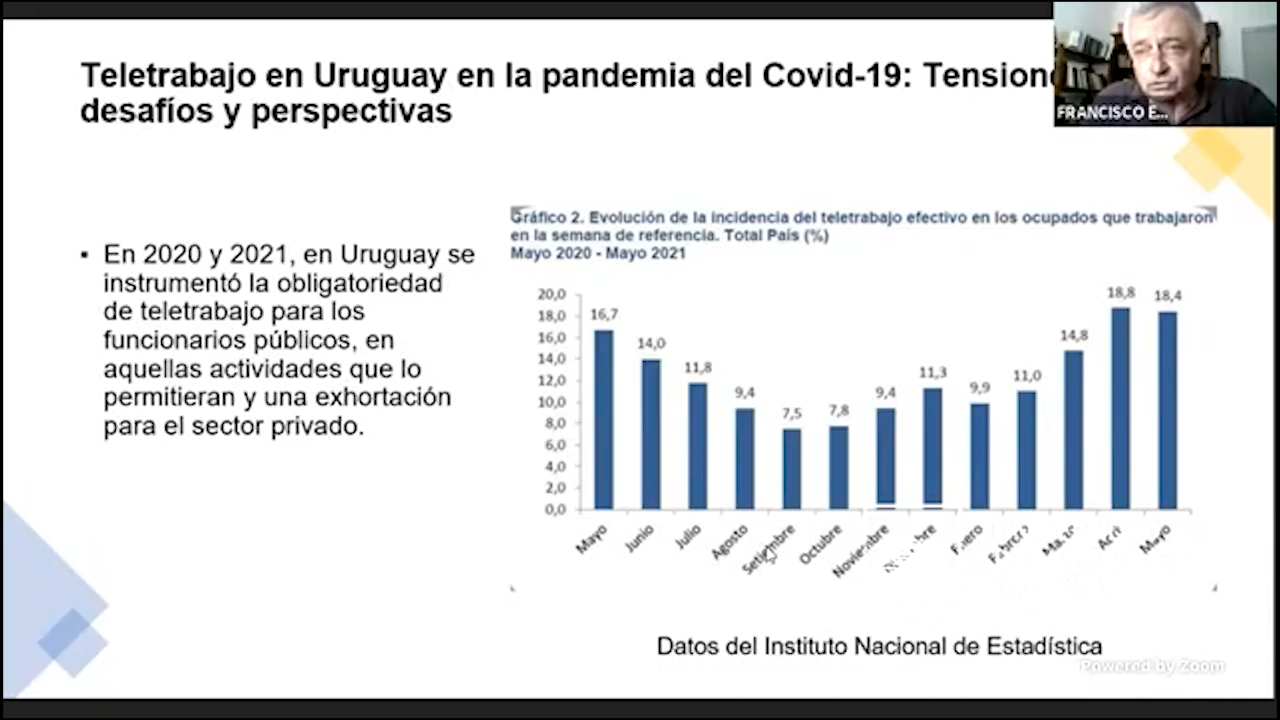 Teletrabajo en Uruguay en la pandemia del Covid-19:
desafíos y perspectivas
FRANCISCO E...
▪ En 2020 y 2021, en Uruguay se
instrumentó la obligatoriedad
de teletrabajo para los
funcionarios públicos, en
aquellas actividades que lo
permitieran y una exhortación
para el sector privado.
Gráfico 2. Evolución de la incidencia del teletrabajo efectivo en los ocupados que trabajaron
en la semana de referencia. Total País (%)
Mayo 2020 - Mayo 2021
20,0
18,0
16,0
14,0
12,0
10,0
8,0
6,0
4,0
2,0
0,0
16,7
14,0
11,8
9,4
7,5
7,8
9,4
11,3
9,9
11,0
14,8
18,8
18,4
Mayo
Junio
Julio
Agosto
Setiembre
Octubre
Noviembre
Mayo
Datos del Instituto Nacional de Estadística
Powered by Zoom